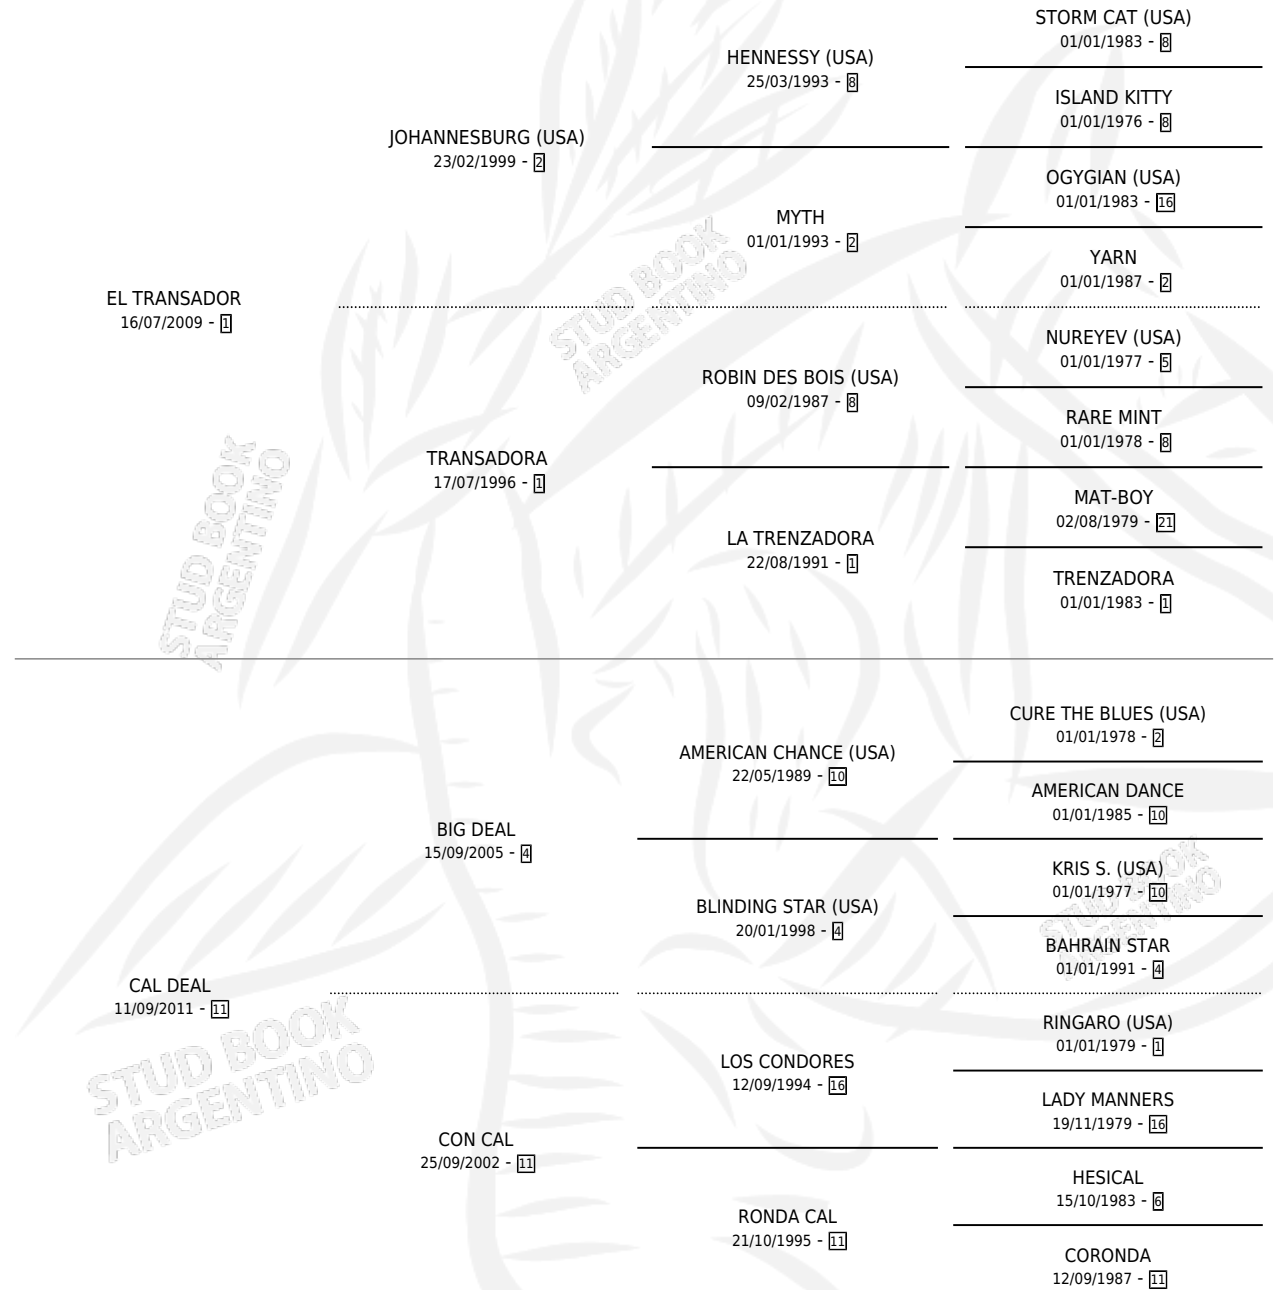 STORM CAT (USA)
01/01/1983 - 8
HENNESSY (USA)
25/03/1993 - 8
ISLAND KITTY
01/01/1976 - 8
JOHANNESBURG (USA)
23/02/1999 - 2
OGYGIAN (USA)
01/01/1983 - 16
MYTH
01/01/1993 - 2
YARN
01/01/1987 - 2
EL TRANSADOR
16/07/2009 - 1
NUREYEV (USA)
01/01/1977 - 5
ROBIN DES BOIS (USA)
09/02/1987 - 8
RARE MINT
01/01/1978 - 8
TRANSADORA
17/07/1996 - 1
MAT-BOY
02/08/1979 - 21
LA TRENZADORA
22/08/1991 - 1
TRENZADORA
01/01/1983 - 1
STUD BOOK
ARGENTINO
STUD BOOK
ARGENTINO
CURE THE BLUES (USA)
01/01/1978 - 2
AMERICAN CHANCE (USA)
22/05/1989 - 10
AMERICAN DANCE
01/01/1985 - 10
BIG DEAL
15/09/2005 - 4
KRIS S. (USA)
01/01/1977 - 10
BLINDING STAR (USA)
20/01/1998 - 4
BAHRAIN STAR
01/01/1991 - 4
CAL DEAL
11/09/2011 - 11
RINGARO (USA)
01/01/1979 - 1
LOS CONDORES
12/09/1994 - 16
LADY MANNERS
19/11/1979 - 16
CON CAL
25/09/2002 - 11
HESICAL
15/10/1983 - 6
RONDA CAL
21/10/1995 - 11
CORONDA
12/09/1987 - 11
STUD BOOK
ARGENTINO
STUD BOOK
ARGENTINO